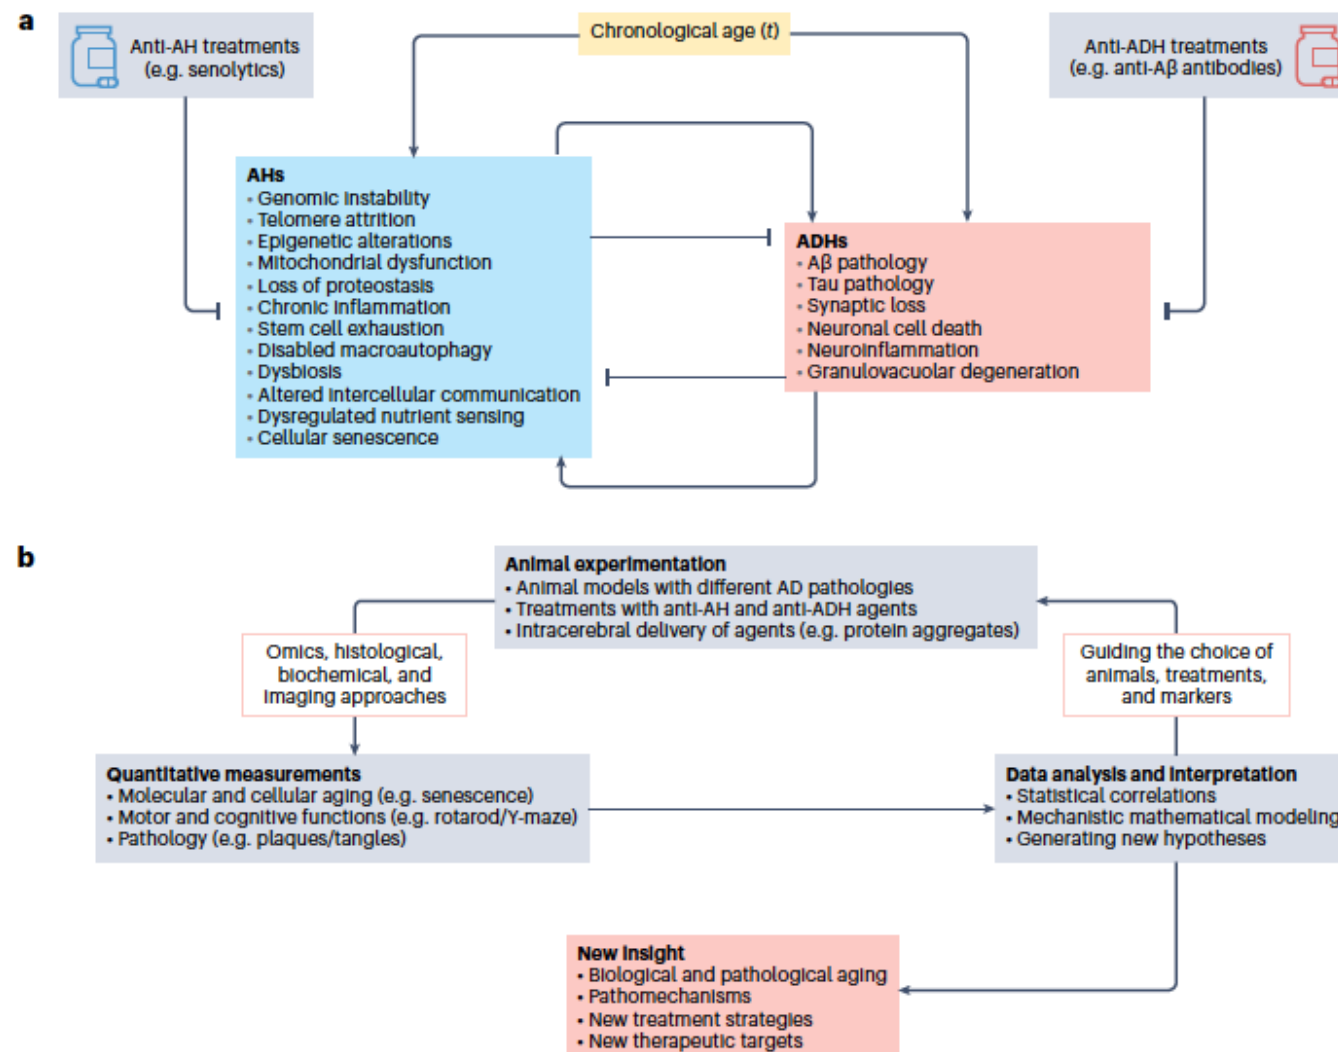 a
Anti-AH treatments
(e.g. senolytics)
Chronological age (t)
Anti-ADH treatments
(e.g. anti-Aβ antibodies)
AHs
• Genomic instability
• Telomere attrition
• Epigenetic alterations
• Mitochondrial dysfunction
• Loss of proteostasis
• Chronic inflammation
• Stem cell exhaustion
• Disabled macroautophagy
• Dysbiosis
• Altered intercellular communication
• Dysregulated nutrient sensing
• Cellular senescence
ADHs
• Aβ pathology
• Tau pathology
• Synaptic loss
• Neuronal cell death
• Neuroinflammation
• Granulovacuolar degeneration
b
Animal experimentation
• Animal models with different AD pathologies
• Treatments with anti-AH and anti-ADH agents
• Intracerebral delivery of agents (e.g. protein aggregates)
Omics, histological,
biochemical, and
imaging approaches
Guiding the choice of
animals, treatments,
and markers
Quantitative measurements
• Molecular and cellular aging (e.g. senescence)
• Motor and cognitive functions (e.g. rotarod/Y-maze)
• Pathology (e.g. plaques/tangles)
Data analysis and interpretation
• Statistical correlations
• Mechanistic mathematical modeling
• Generating new hypotheses
New insight
• Biological and pathological aging
• Pathomechanisms
• New treatment strategies
• New therapeutic targets